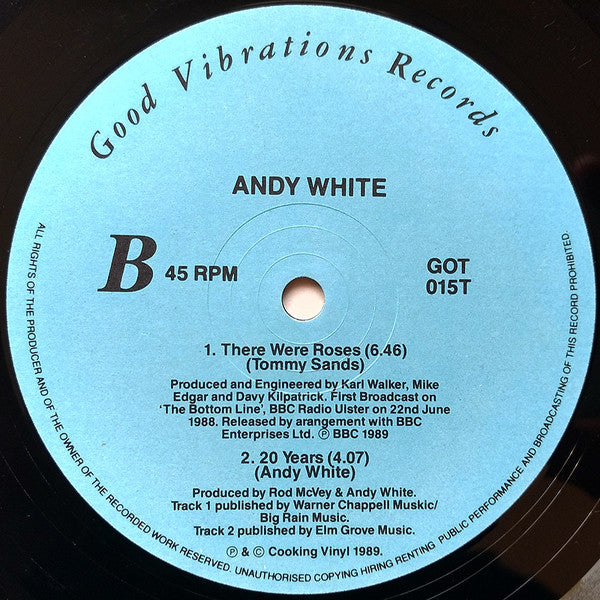 Good Vibrations Records
ANDY WHITE
B 45 RPM
GOT
015T
1. There Were Roses (6.46)
(Tommy Sands)
Produced and Engineered by Karl Walker, Mike
Edgar and Davy Kilpatrick. First Broadcast on
'The Bottom Line', BBC Radio Ulster on 22nd June
1988. Released by arangement with BBC
Enterprises Ltd. ℗ BBC 1989
2. 20 Years (4.07)
(Andy White)
Produced by Rod McVey & Andy White.
Track 1 published by Warner Chappell Muskic/
Big Rain Music.
Track 2 published by Elm Grove Music.
℗ & © Cooking Vinyl 1989.
ALL RIGHTS OF THE PRODUCER AND OF THE OWNER OF THE RECORDED WORK RESERVED. UNAUTHORISED COPYING HIRING RENTING PUBLIC PERFORMANCE AND BROADCASTING OF THIS RECORD PROHIBITED.